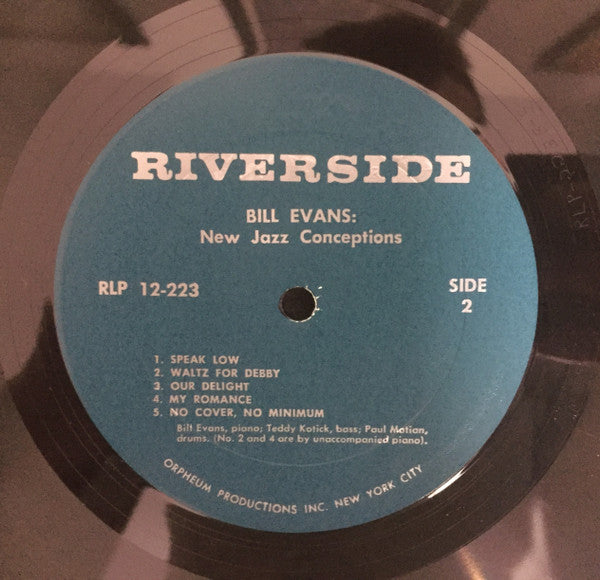 RIVERSIDE
BILL EVANS:
New Jazz Conceptions
RLP 12-223
SIDE
2
1. SPEAK LOW
2. WALTZ FOR DEBBY
3. OUR DELIGHT
4. MY ROMANCE
5. NO COVER, NO MINIMUM
Bill Evans, piano; Teddy Kotick, bass; Paul Motian,
drums. (No. 2 and 4 are by unaccompanied piano).
ORPHEUM PRODUCTIONS INC. NEW YORK CITY